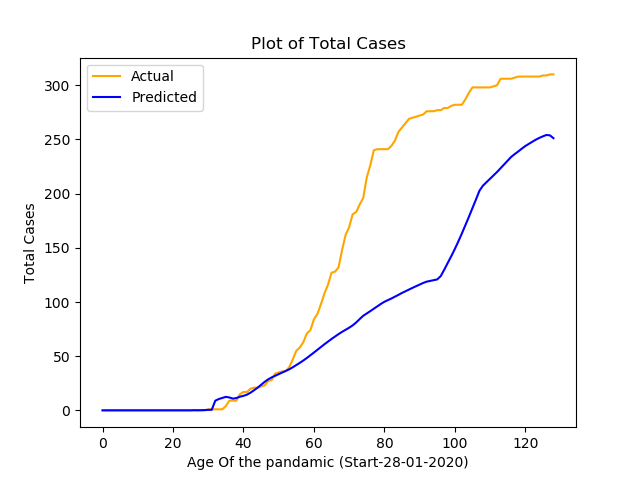 Plot of Total Cases
Actual
Predicted
300
250
200
150
100
50
0
Total Cases
0 20 40 60 80 100 120
Age Of the pandamic (Start-28-01-2020)